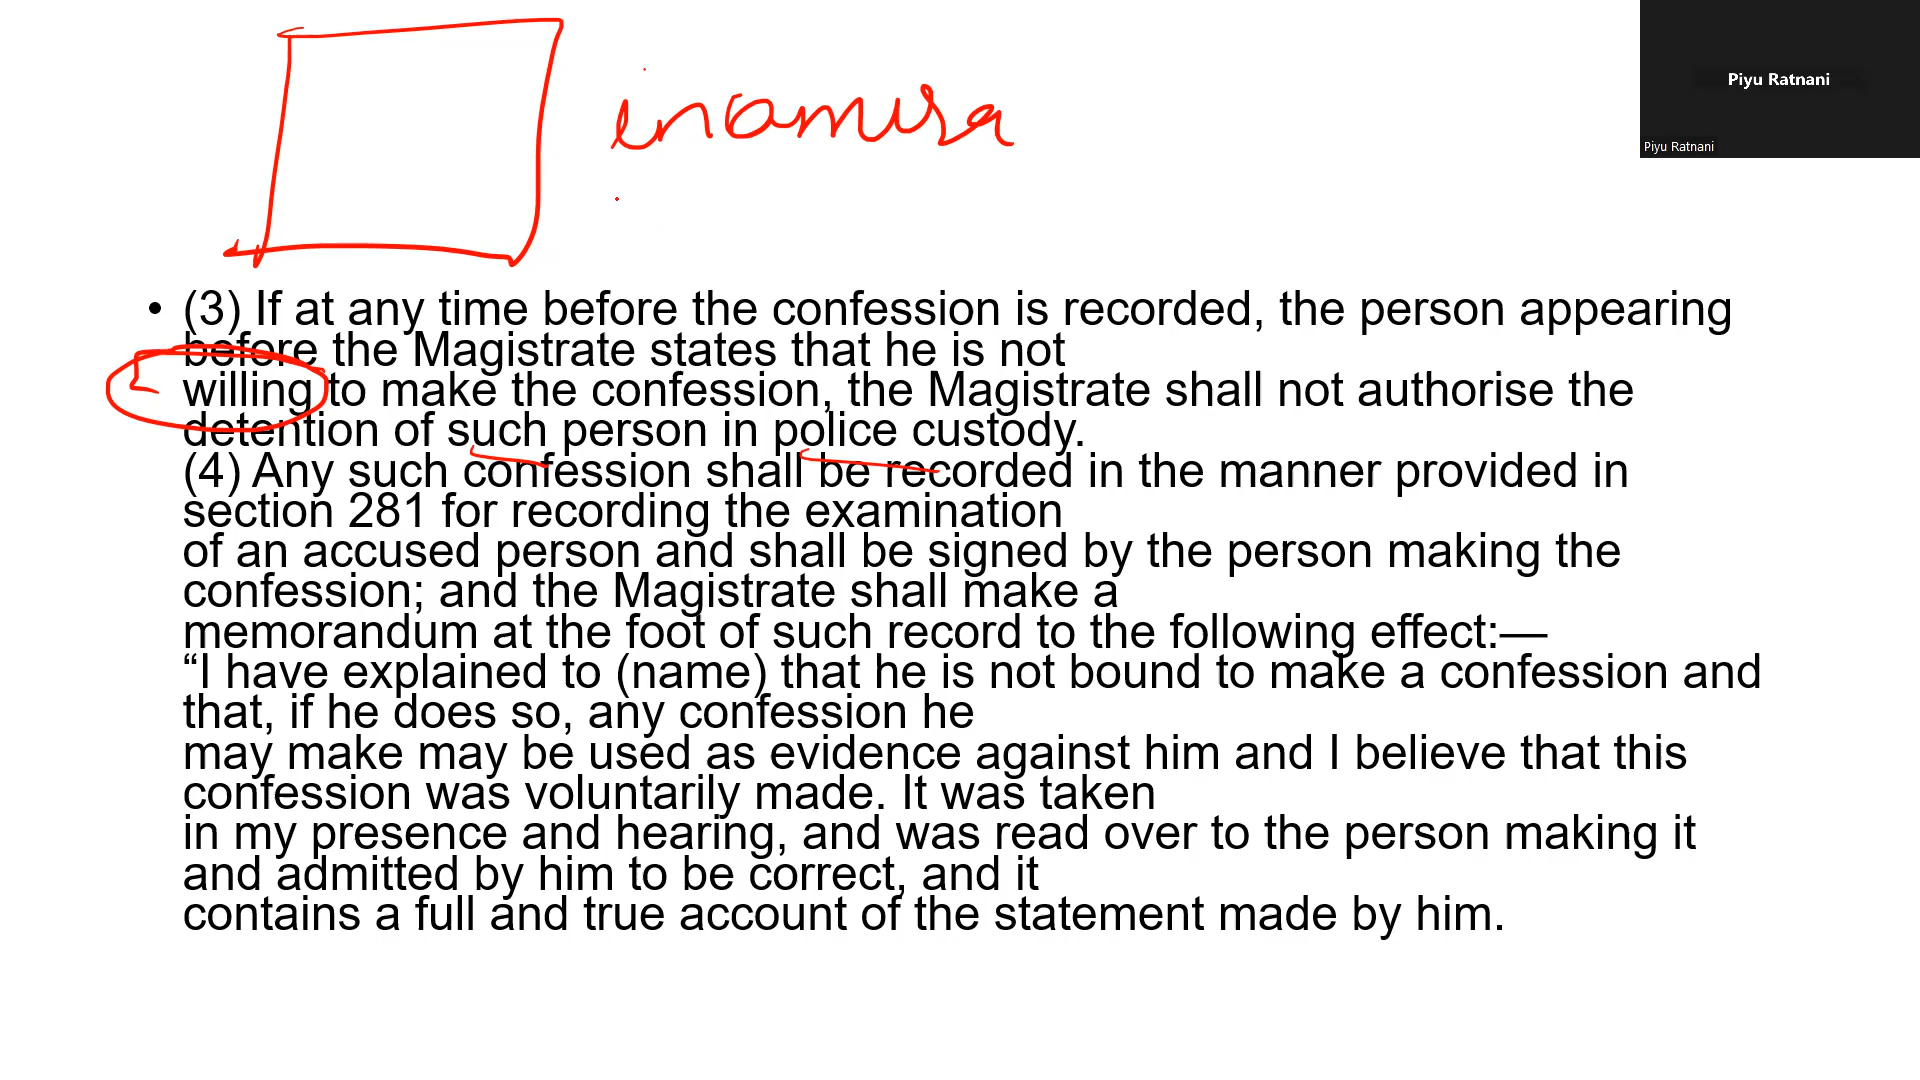 Piyu Ratnani
Piyu Ratnani
• (3) If at any time before the confession is recorded, the person appearing
before the Magistrate states that he is not
willing to make the confession, the Magistrate shall not authorise the
detention of such person in police custody.
(4) Any such confession shall be recorded in the manner provided in
section 281 for recording the examination
of an accused person and shall be signed by the person making the
confession; and the Magistrate shall make a
memorandum at the foot of such record to the following effect:—
“I have explained to (name) that he is not bound to make a confession and
that, if he does so, any confession he
may make may be used as evidence against him and I believe that this
confession was voluntarily made. It was taken
in my presence and hearing, and was read over to the person making it
and admitted by him to be correct, and it
contains a full and true account of the statement made by him.